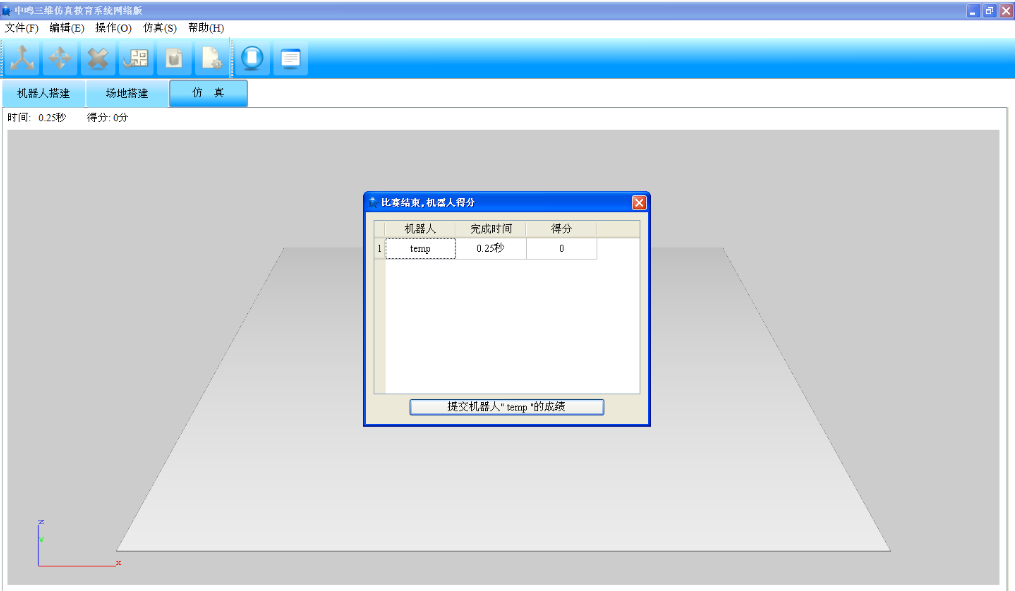 中鸣三维仿真教育系统网络版
文件(F) 编辑(E) 操作(O) 仿真(S) 帮助(H)
机器人搭建 场地搭建 仿 真
时间: 0.25秒 得分: 0分
比赛结束,机器人得分
机器人 完成时间 得分
1 temp 0.25秒 0
提交机器人" temp "的成绩
Z
Y
X